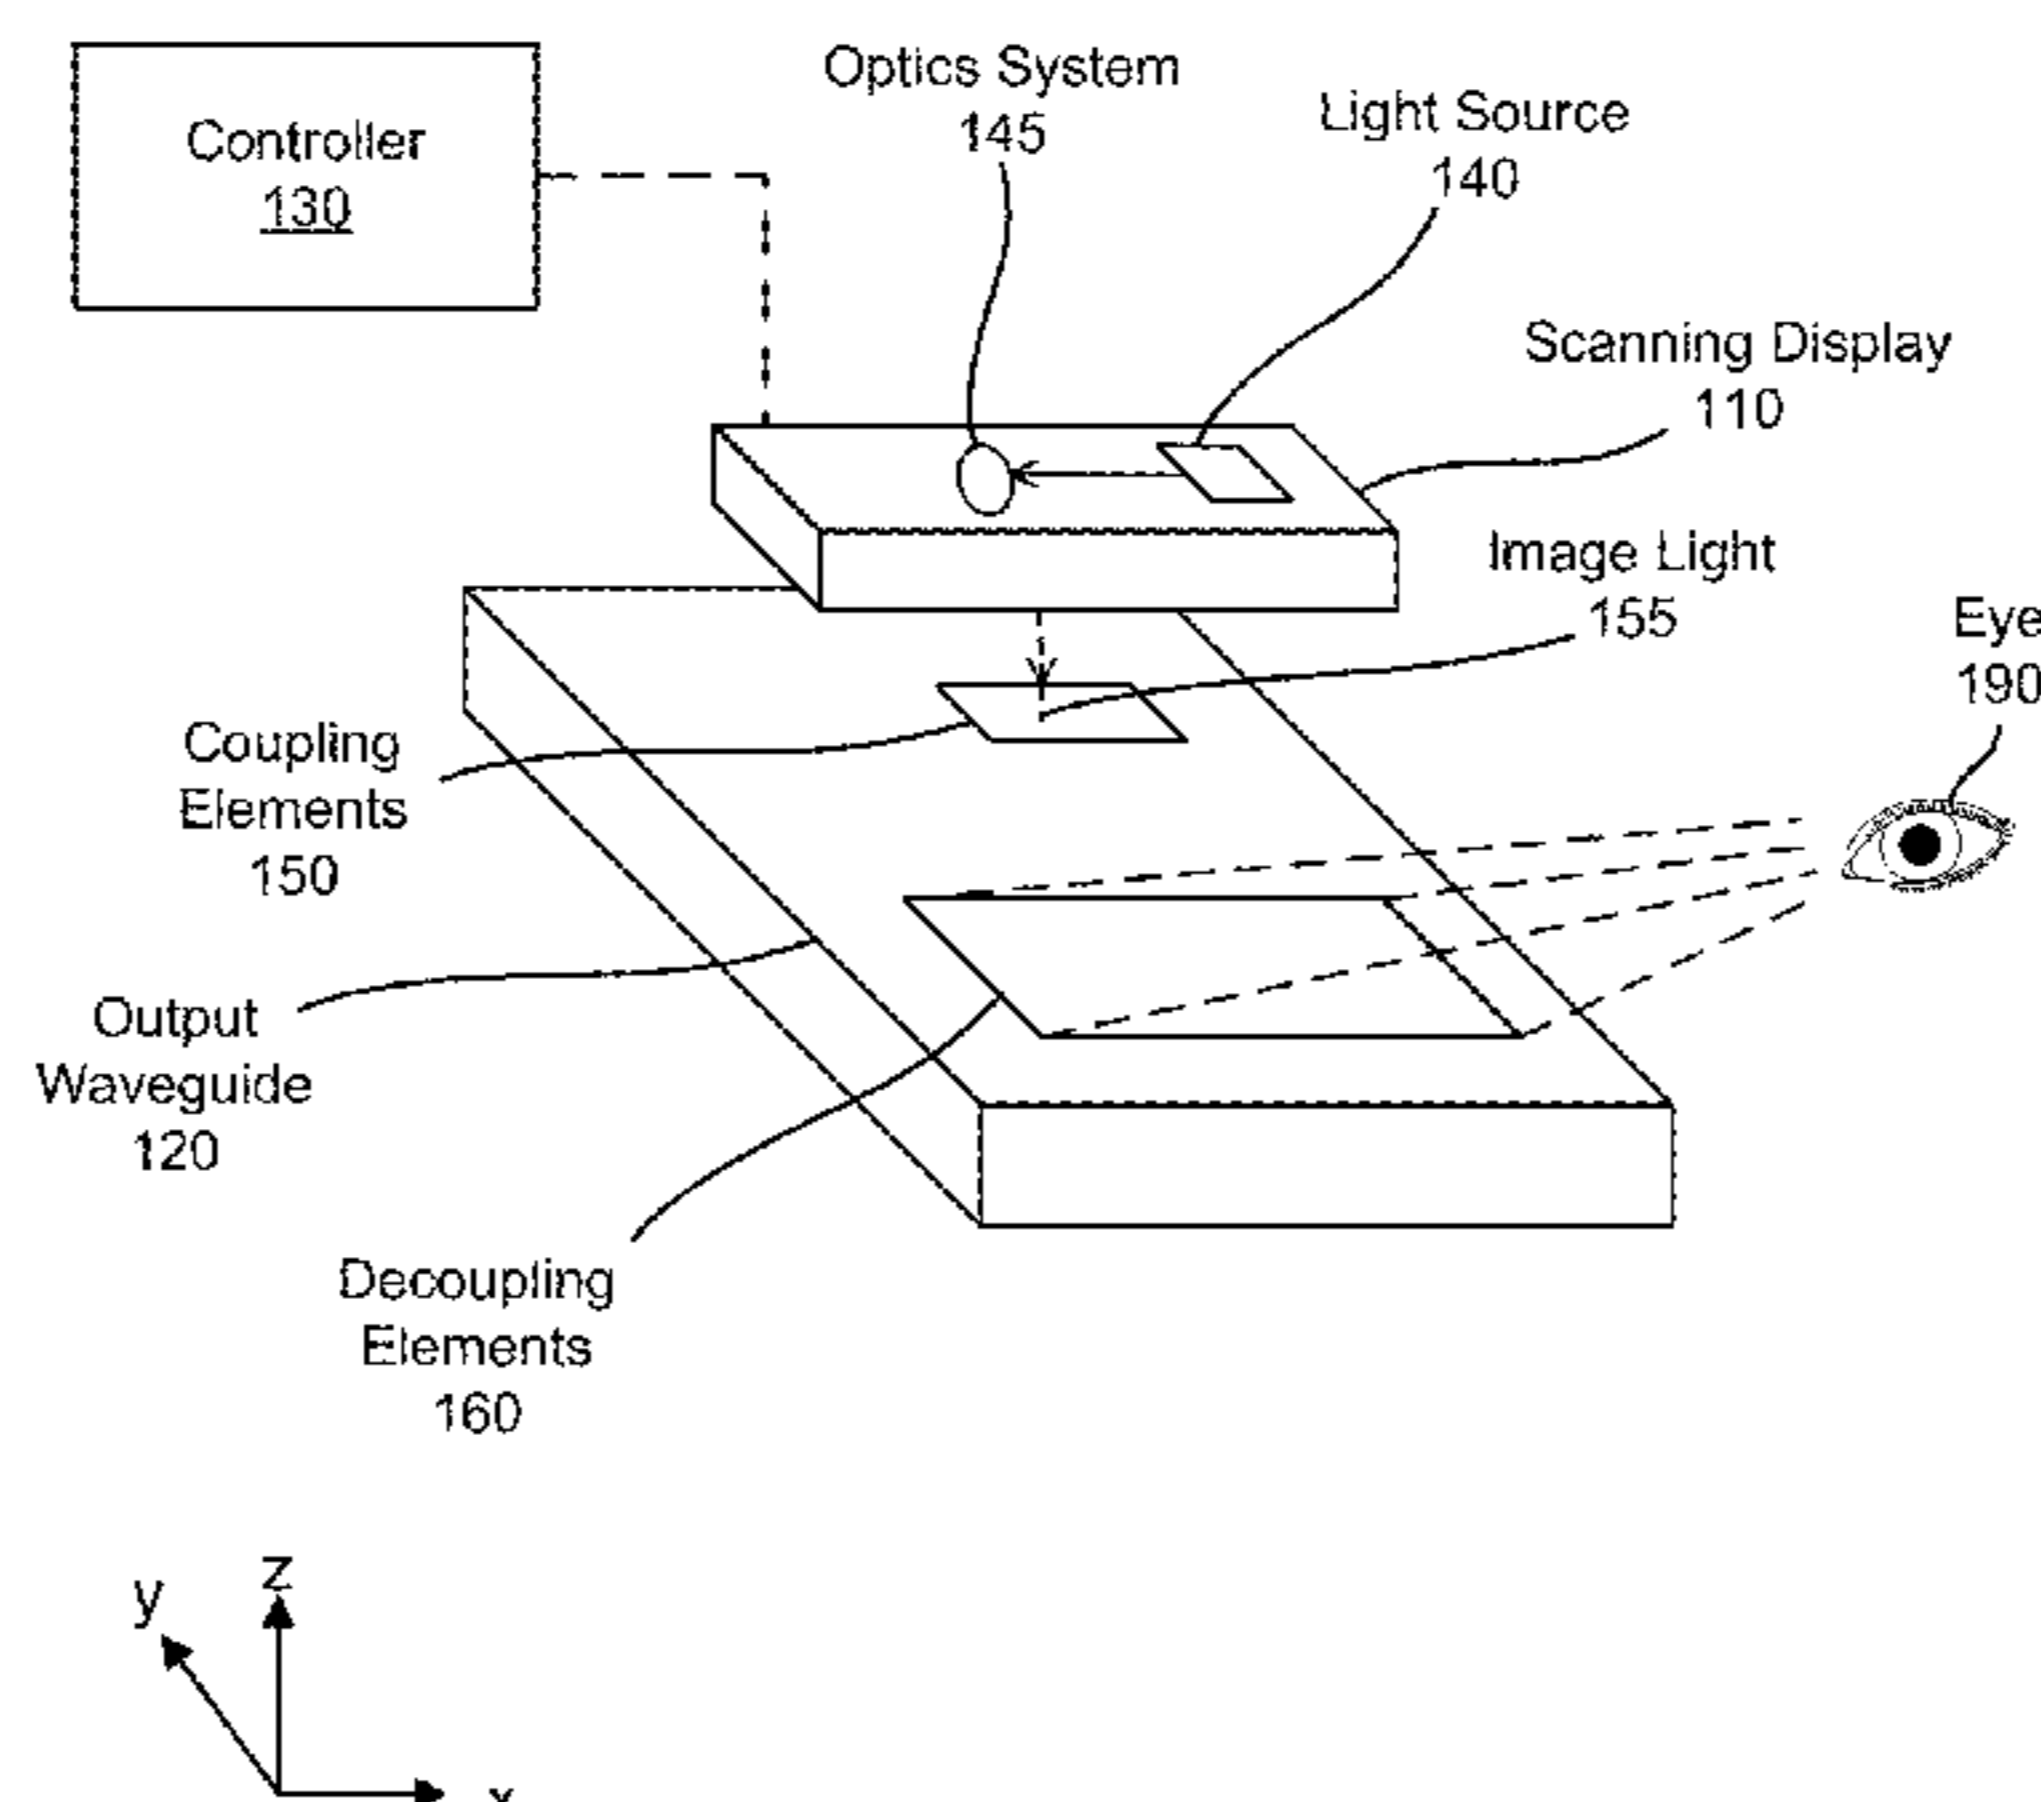 Controller
130
Optics System
145
Light Source
140
Scanning Display
110
Image Light
155
Eye
190
Coupling
Elements
150
Output
Waveguide
120
Decoupling
Elements
160
y
z
x